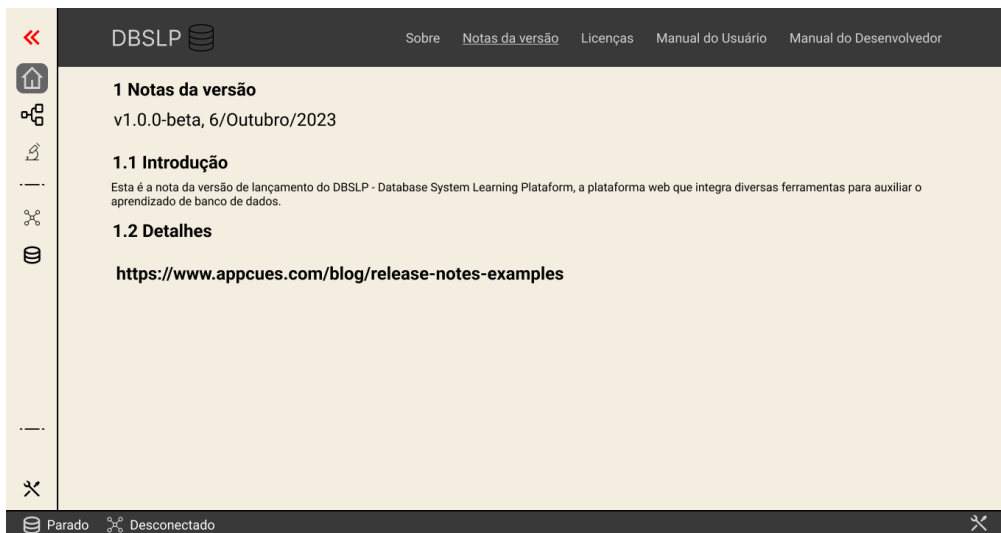 DBSLP
Sobre Notas da versão Licenças Manual do Usuário Manual do Desenvolvedor
1 Notas da versão
v1.0.0-beta, 6/Outubro/2023
1.1 Introdução
Esta é a nota da versão de lançamento do DBSLP - Database System Learning Plataform, a plataforma web que integra diversas ferramentas para auxiliar o
aprendizado de banco de dados.
1.2 Detalhes
https://www.appcues.com/blog/release-notes-examples
Parado Desconectado